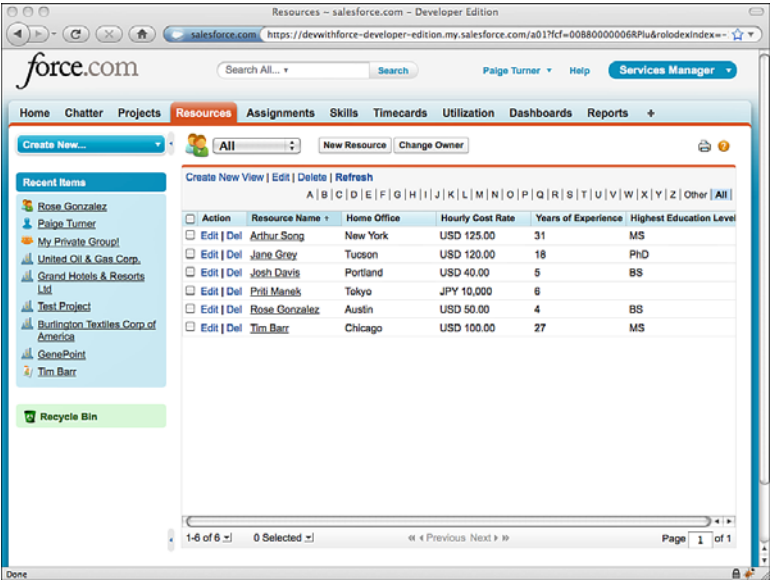 Resources ~ salesforce.com - Developer Edition
salesforce.com https://devwithforce-developer-edition.my.salesforce.com/a01?fcf=00B80000006RPlu&rolodexIndex=-
force.com Search All... Search Paige Turner Help Services Manager
Home Chatter Projects Resources Assignments Skills Timecards Utilization Dashboards Reports +
Create New... All New Resource Change Owner
Create New View | Edit | Delete | Refresh
A | B | C | D | E | F | G | H | I | J | K | L | M | N | O | P | Q | R | S | T | U | V | W | X | Y | Z | Other | All
Recent Items
Rose Gonzalez
Paige Turner
My Private Group!
United Oil & Gas Corp.
Grand Hotels & Resorts
Ltd
Test Project
Burlington Textiles Corp of
America
GenePoint
Tim Barr
Recycle Bin
Action Resource Name Home Office Hourly Cost Rate Years of Experience Highest Education Level
Edit | Del Arthur Song New York USD 125.00 31 MS
Edit | Del Jane Grey Tucson USD 120.00 18 PhD
Edit | Del Josh Davis Portland USD 40.00 5 BS
Edit | Del Priti Manek Tokyo JPY 10,000 6
Edit | Del Rose Gonzalez Austin USD 50.00 4 BS
Edit | Del Tim Barr Chicago USD 100.00 27 MS
1-6 of 6 0 Selected Previous Next Page 1 of 1
Done